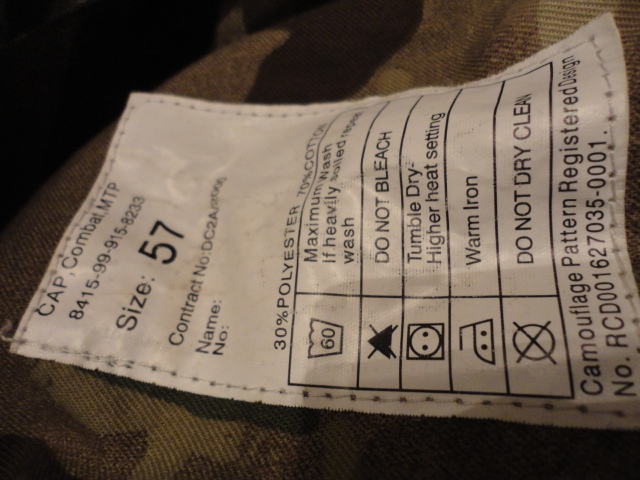 CAP, Combat, MTP
8415-99-915-8233
Size: 57
Contract No:DC2A
Name:
No:
30%POLYESTER 70%COTTON
60
Maximum Wash
If heavily soiled repeat
wash
DO NOT BLEACH
Tumble Dry-
Higher heat setting
Warm Iron
DO NOT DRY CLEAN
Camouflage Pattern Registered Design
No. RCD001627035-0001.